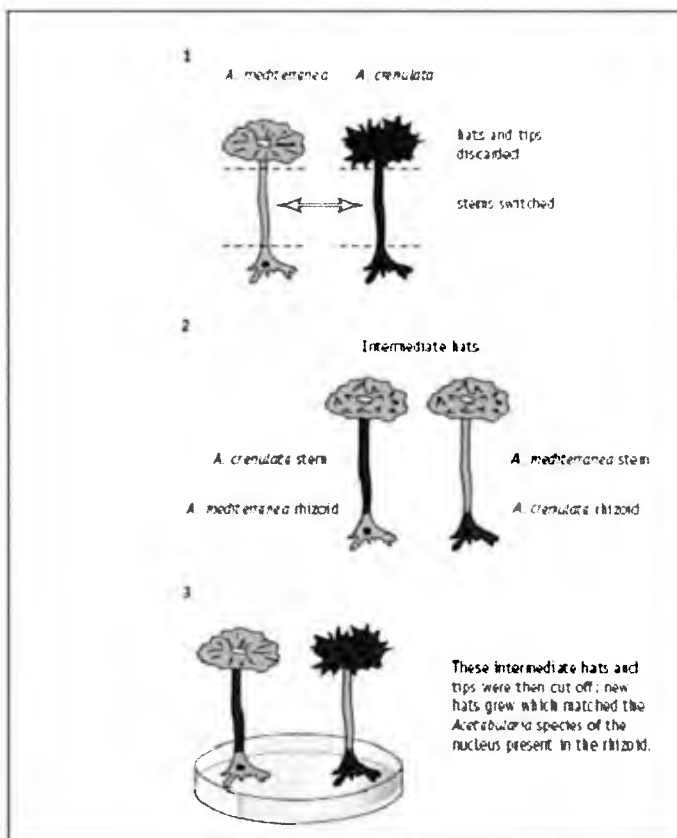 1
A. mediterranea A. crenulata
hats and tips
discarded
stems switched
2
Intermediate hats
A. crenulate stem
A. mediterranea stem
A. mediterranea rhizoid
A. crenulate rhizoid
3
These intermediate hats and
tips were then cut off; new
hats grew which matched the
Acetabularia species of the
nucleus present in the rhizoid.